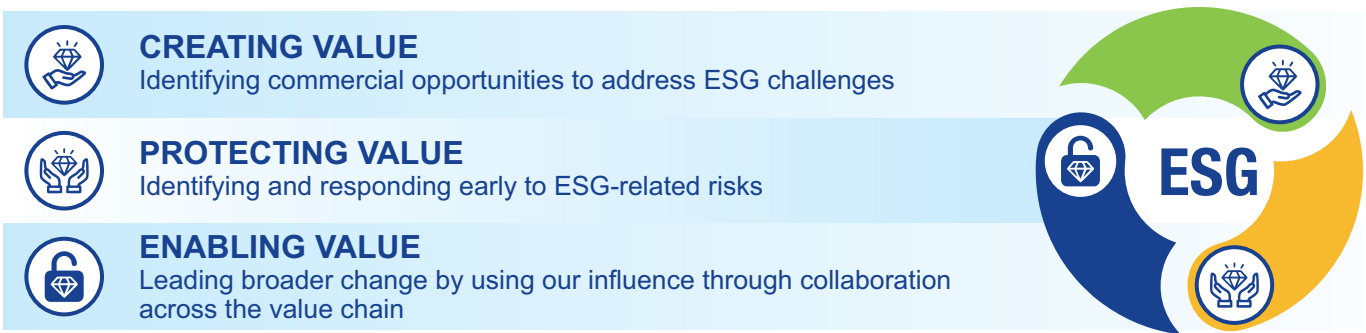 CREATING VALUE
Identifying commercial opportunities to address ESG challenges
PROTECTING VALUE
Identifying and responding early to ESG-related risks
ENABLING VALUE
Leading broader change by using our influence through collaboration
across the value chain
ESG